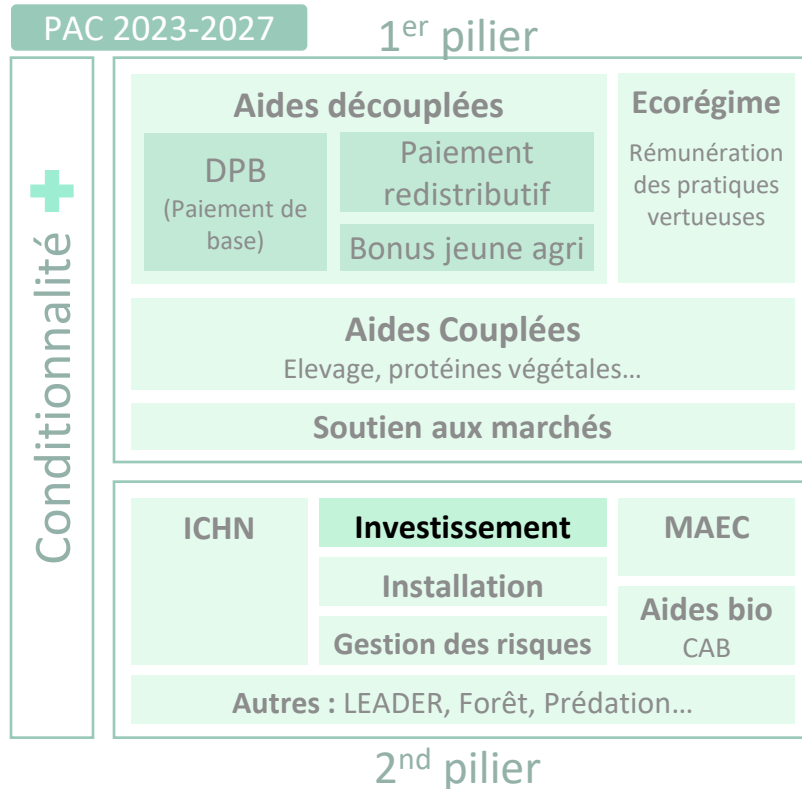 PAC 2023-2027
1er pilier
Conditionnalité +
Aides découplées
DPB
(Paiement de
base)
Paiement
redistributif
Bonus jeune agri
Ecorégime
Rémunération
des pratiques
vertueuses
Aides Couplées
Elevage, protéines végétales…
Soutien aux marchés
ICHN
Investissement
Installation
Gestion des risques
MAEC
Aides bio
CAB
Autres : LEADER, Forêt, Prédation…
2nd pilier